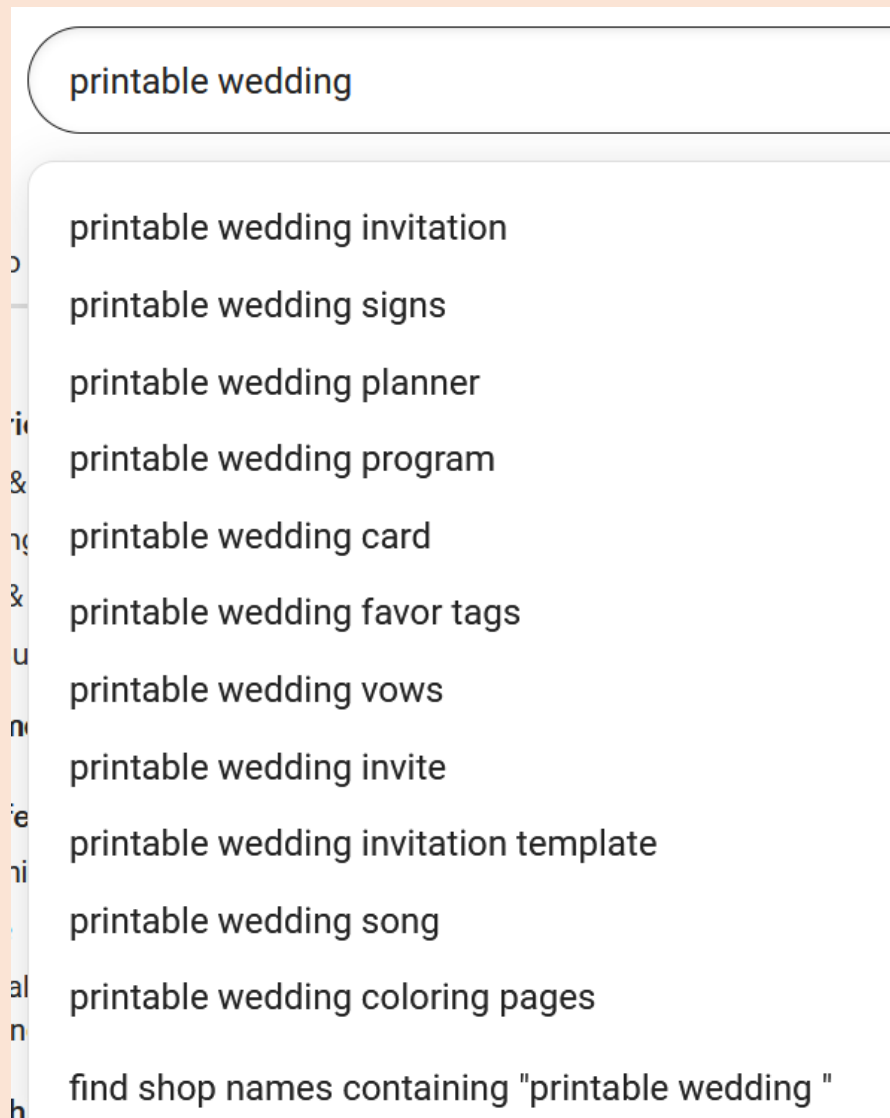 printable wedding
printable wedding invitation
printable wedding signs
printable wedding planner
printable wedding program
printable wedding card
printable wedding favor tags
printable wedding vows
printable wedding invite
printable wedding invitation template
printable wedding song
printable wedding coloring pages
find shop names containing "printable wedding "